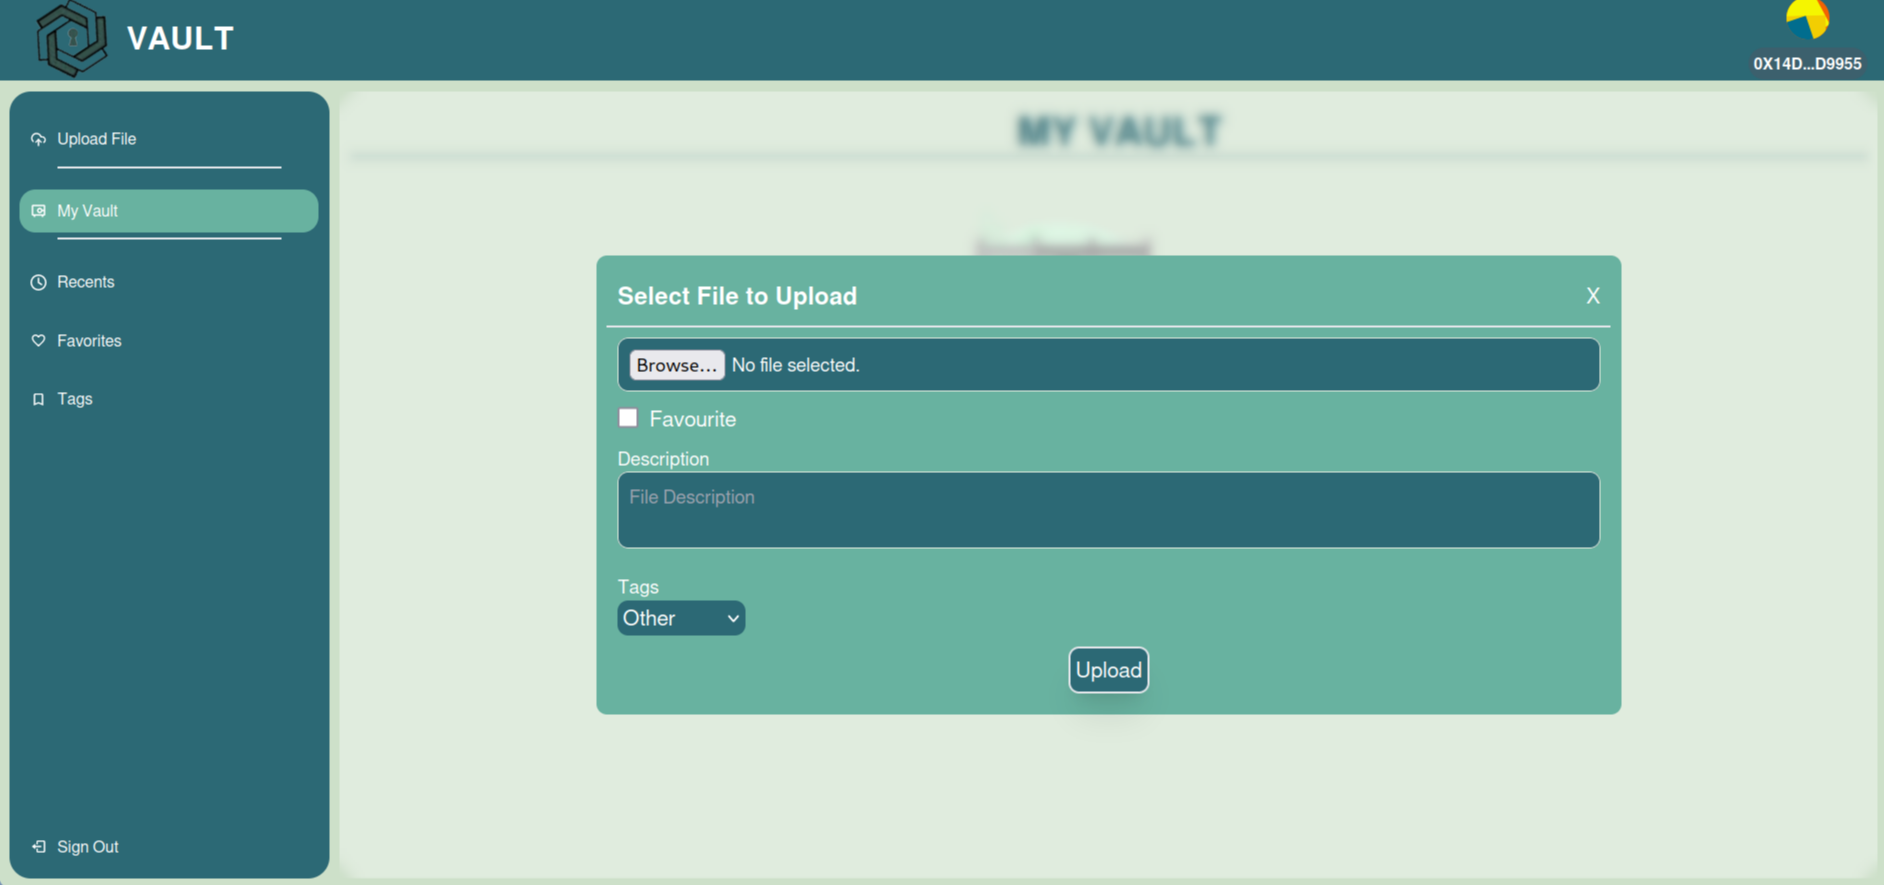 VAULT
0X14D...D9955
Upload File
My Vault
Recents
Favorites
Tags
Sign Out
MY VAULT
Select File to Upload
X
Browse... No file selected.
Favourite
Description
File Description
Tags
Other
Upload